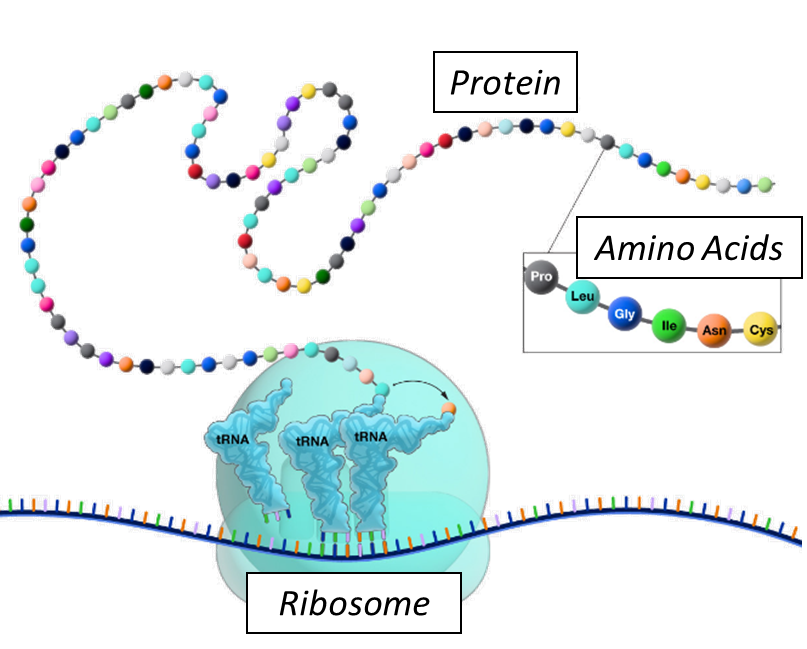 Protein
Amino Acids
Pro
Leu
Gly
Ile
Asn
Cys
tRNA
tRNA
tRNA
Ribosome